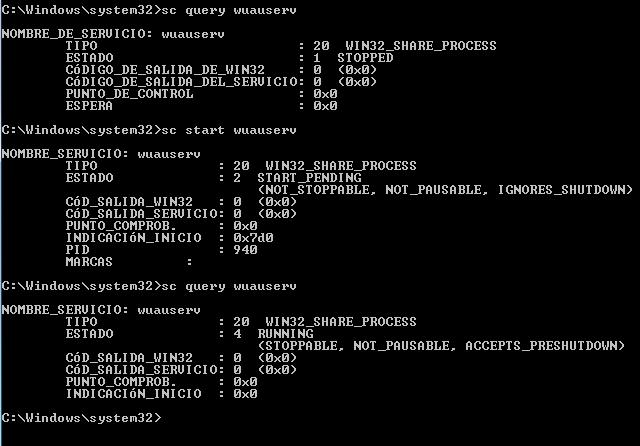 C:\Windows\system32>sc query wuauserv
NOMBRE_DE_SERVICIO: wuauserv
TIPO : 20 WIN32_SHARE_PROCESS
ESTADO : 1 STOPPED
CóDIGO_DE_SALIDA_DE_WIN32 : 0 (0x0)
CóDIGO_DE_SALIDA_DEL_SERVICIO: 0 (0x0)
PUNTO_DE_CONTROL : 0x0
ESPERA : 0x0
C:\Windows\system32>sc start wuauserv
NOMBRE_SERVICIO: wuauserv
TIPO : 20 WIN32_SHARE_PROCESS
ESTADO : 2 START_PENDING
(NOT_STOPPABLE, NOT_PAUSABLE, IGNORES_SHUTDOWN)
CóD_SALIDA_WIN32 : 0 (0x0)
CóD_SALIDA_SERVICIO: 0 (0x0)
PUNTO_COMPROB. : 0x0
INDICACIóN_INICIO : 0x7d0
PID : 940
MARCAS :
C:\Windows\system32>sc query wuauserv
NOMBRE_SERVICIO: wuauserv
TIPO : 20 WIN32_SHARE_PROCESS
ESTADO : 4 RUNNING
(STOPPABLE, NOT_PAUSABLE, ACCEPTS_PRESHUTDOWN)
CóD_SALIDA_WIN32 : 0 (0x0)
CóD_SALIDA_SERVICIO: 0 (0x0)
PUNTO_COMPROB. : 0x0
INDICACIóN_INICIO : 0x0
C:\Windows\system32>